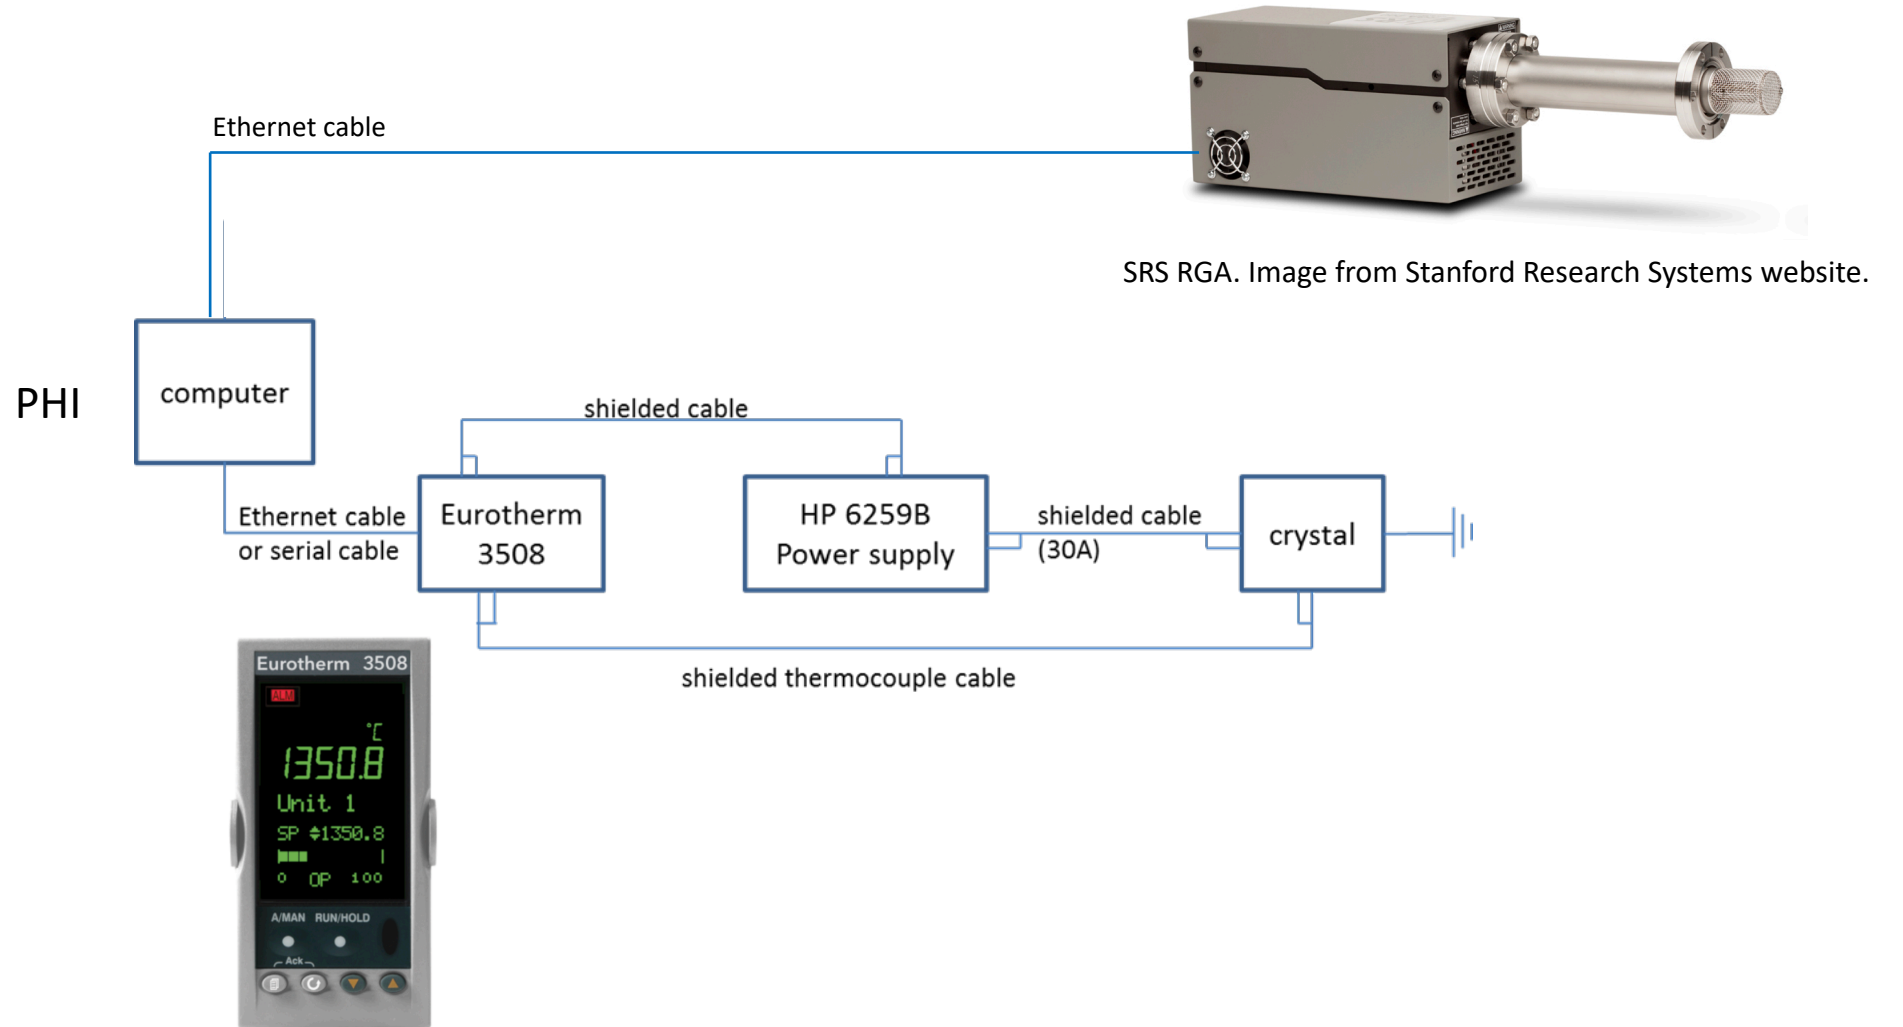 Ethernet cable
SRS RGA. Image from Stanford Research Systems website.
PHI
computer
shielded cable
Ethernet cable
or serial cable
Eurotherm
3508
HP 6259B
Power supply
shielded cable
(30A)
crystal
shielded thermocouple cable
Eurotherm 3508
ALM
°C
1350.8
Unit 1
SP 1350.8
0 OP 100
A/MAN RUN/HOLD
Ack